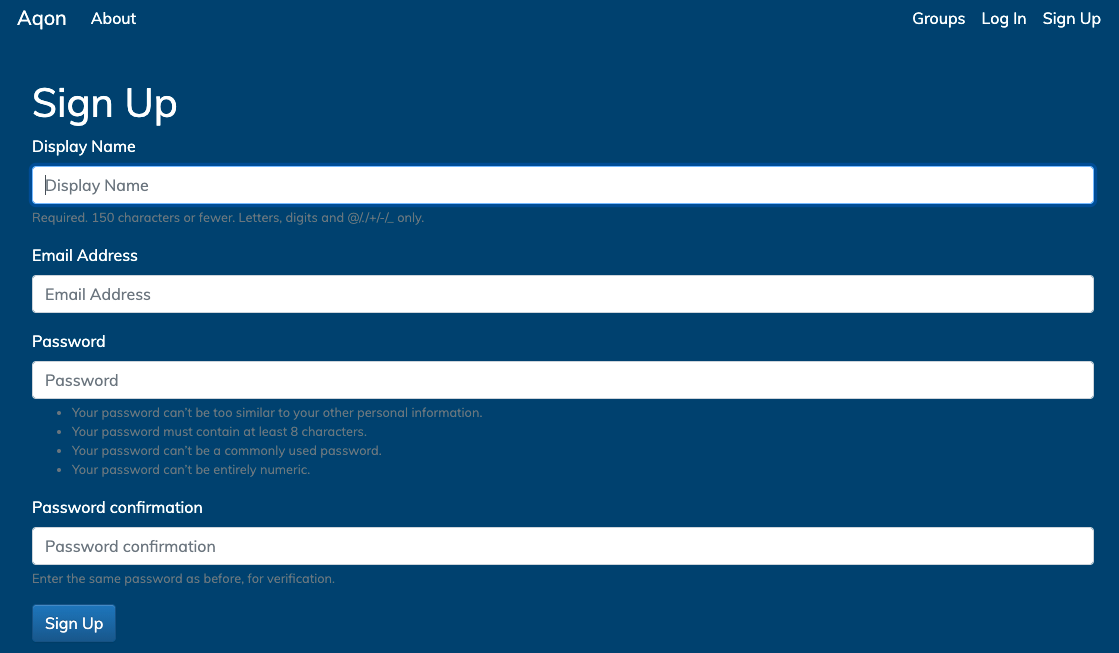 Aqon About Groups Log In Sign Up
Sign Up
Display Name
Display Name
Required. 150 characters or fewer. Letters, digits and @/./+/-/_ only.
Email Address
Email Address
Password
Password
• Your password can't be too similar to your other personal information.
• Your password must contain at least 8 characters.
• Your password can't be a commonly used password.
• Your password can't be entirely numeric.
Password confirmation
Password confirmation
Enter the same password as before, for verification.
Sign Up